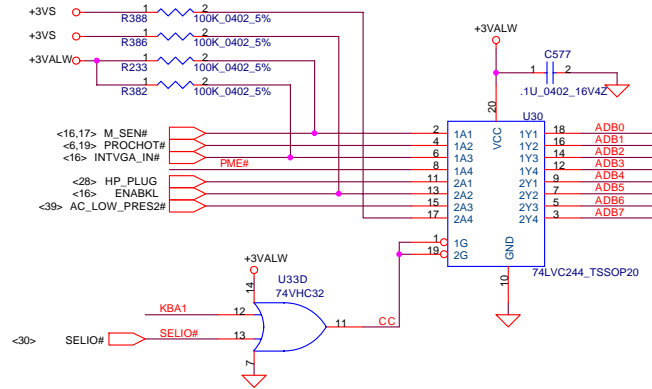 +3VS 1 2
R388 100K_0402_5%
+3VS 1 2
R386 100K_0402_5%
+3VALW 1 2
R233 100K_0402_5%
1 2
R382 100K_0402_5%
+3VALW
C577
1 2
.1U_0402_16V4Z
20
U30
VCC
<16,17> M_SEN# 2 1A1 1Y1 18 ADB0
<6,19> PROCHOT# 4 1A2 1Y2 16 ADB1
<16> INTVGA_IN# 6 1A3 1Y3 14 ADB2
PME# 8 1A4 1Y4 12 ADB3
<28> HP_PLUG 11 2A1 2Y1 9 ADB4
<16> ENABKL 13 2A2 2Y2 7 ADB5
<39> AC_LOW_PRES2# 15 2A3 2Y3 5 ADB6
17 2A4 2Y4 3 ADB7
1 1G
19 2G
GND
10
74LVC244_TSSOP20
+3VALW
U33D
74VHC32
14
KBA1 12
11 CC
<30> SELIO# SELIO# 13
7